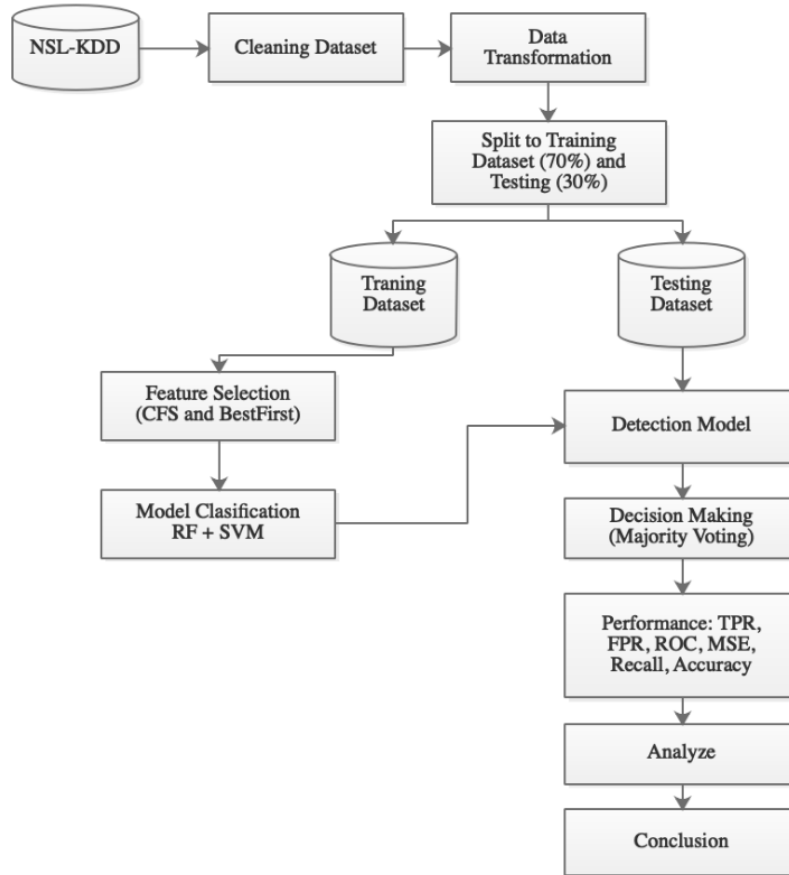 NSL-KDD
Cleaning Dataset
Data
Transformation
Split to Training
Dataset (70%) and
Testing (30%)
Traning
Dataset
Testing
Dataset
Feature Selection
(CFS and BestFirst)
Detection Model
Model Clasification
RF + SVM
Decision Making
(Majority Voting)
Performance: TPR,
FPR, ROC, MSE,
Recall, Accuracy
Analyze
Conclusion